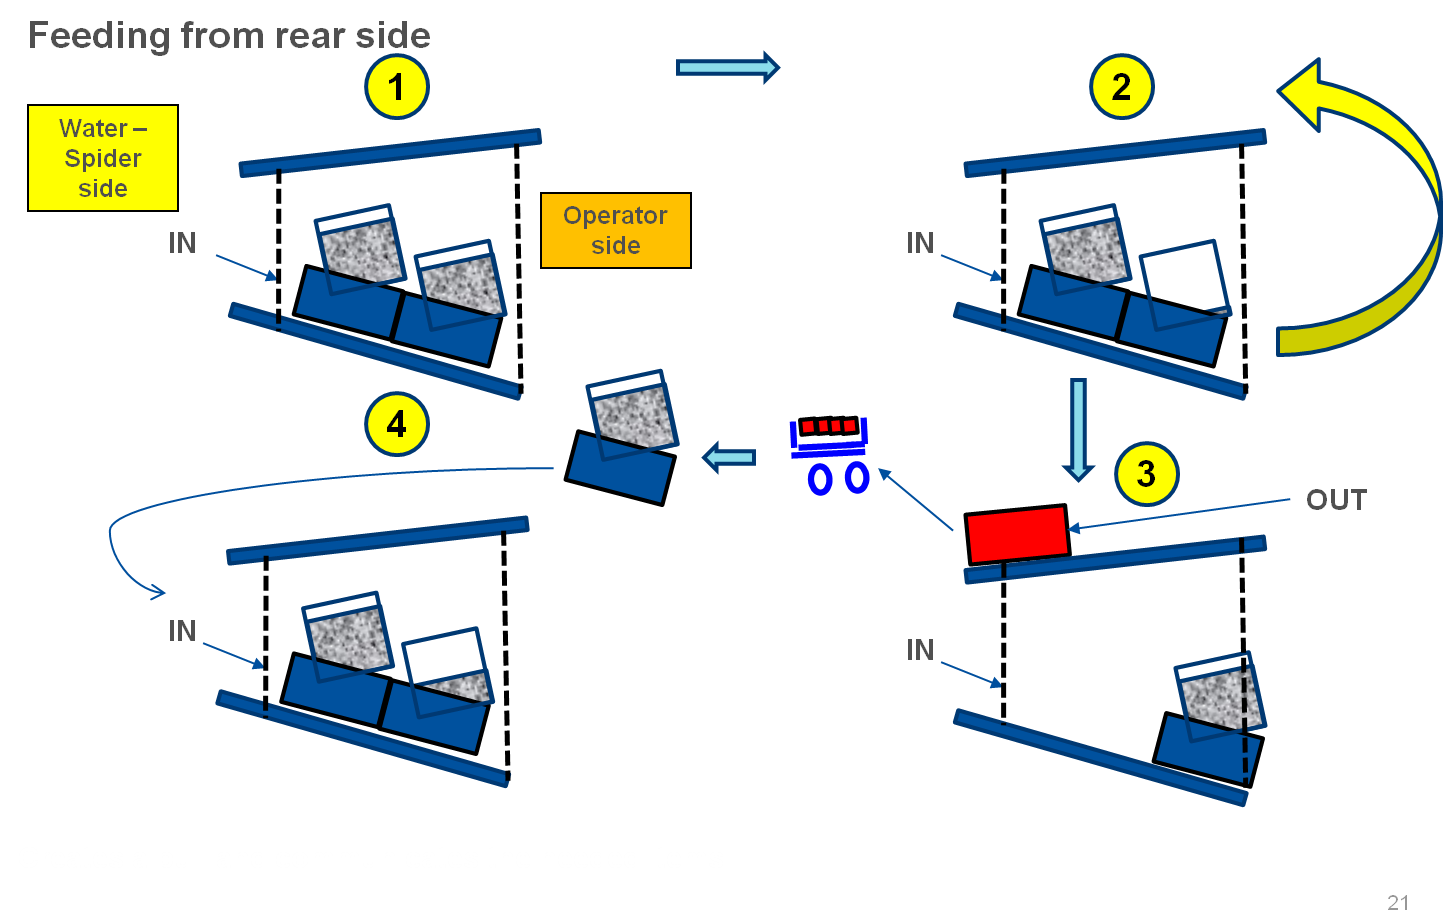 Feeding from rear side
1
2
Water –
Spider
side
Operator
side
IN
IN
4
3
OUT
IN
IN
21